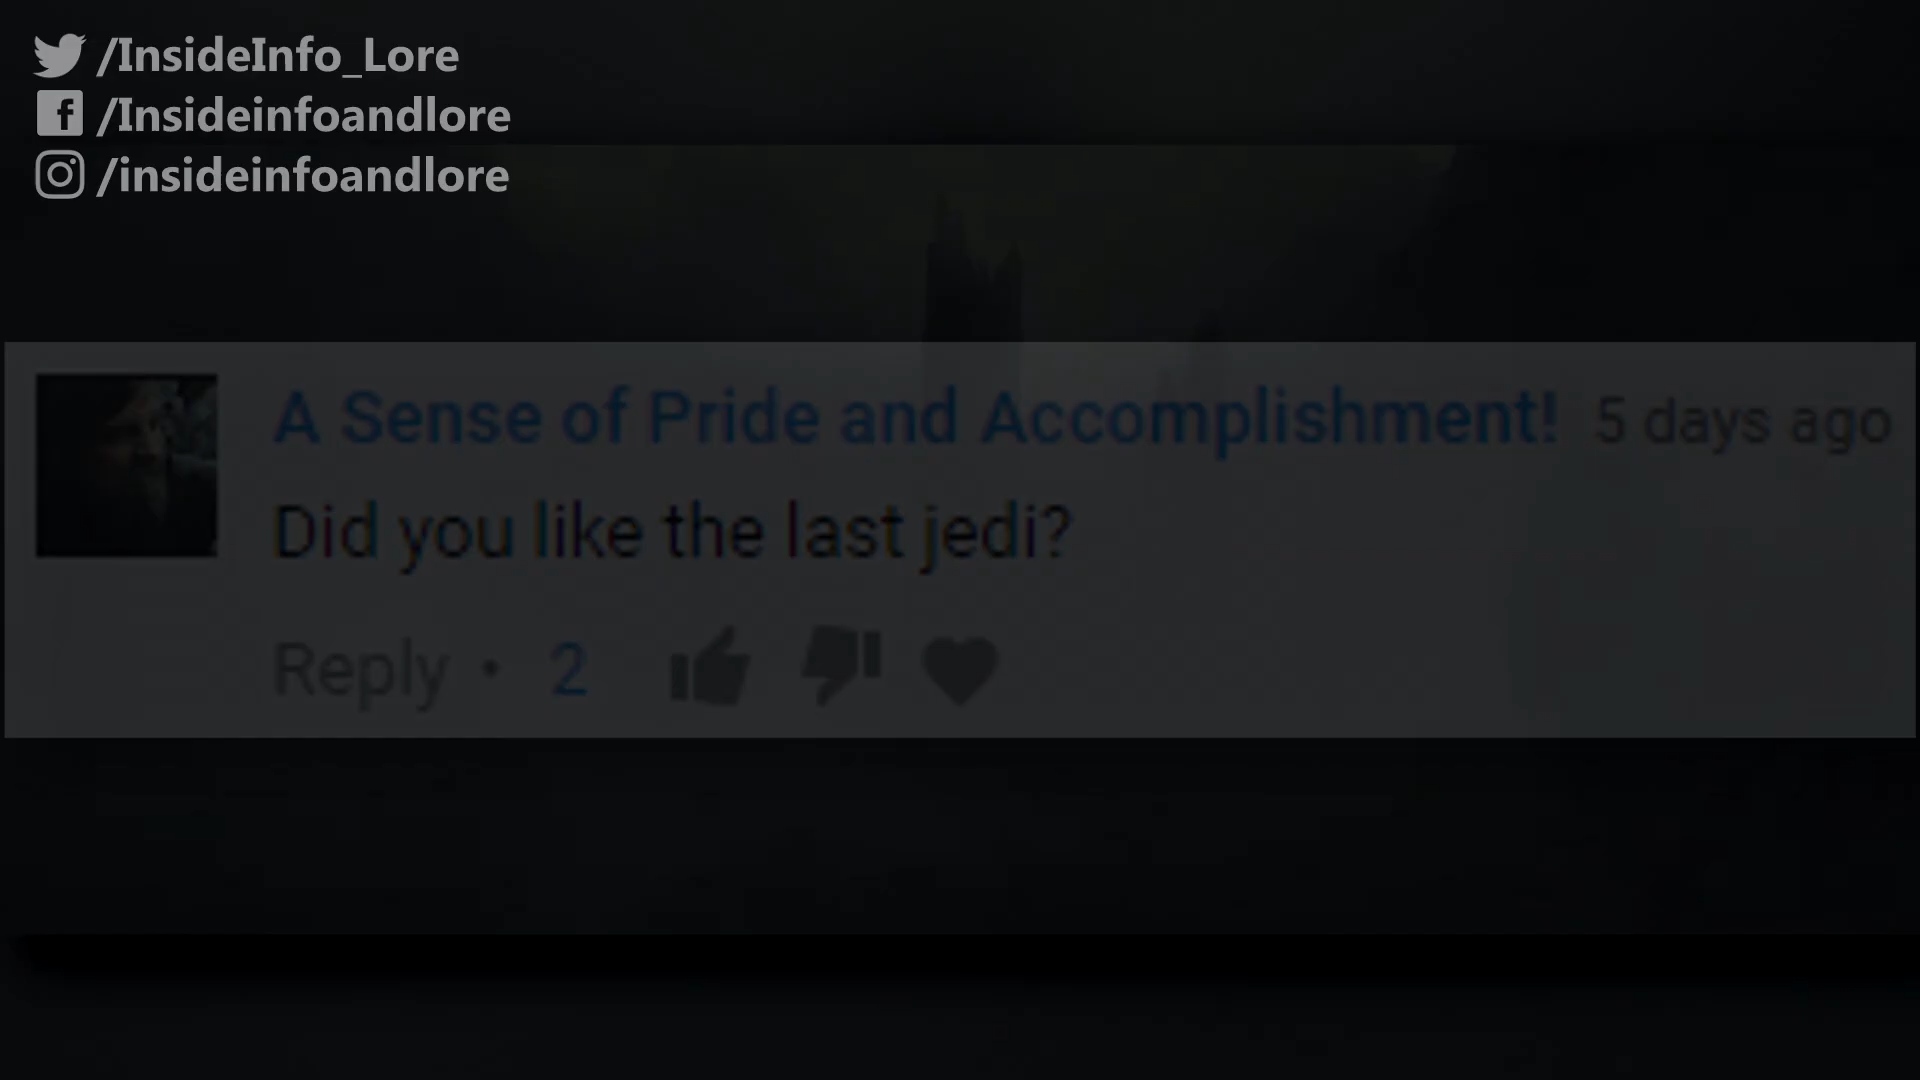 /InsideInfo_Lore
/Insideinfoandlore
/insideinfoandlore
A Sense of Pride and Accomplishment! 5 days ago
Did you like the last jedi?
Reply • 2